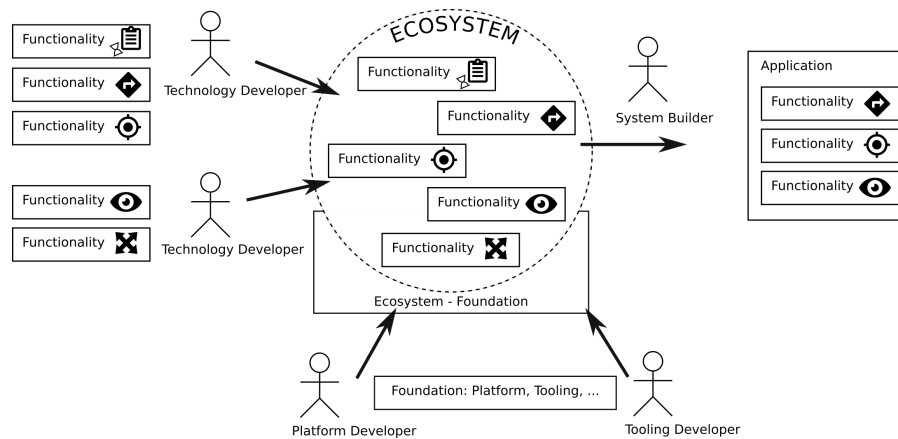 ECOSYSTEM
Functionality
Functionality
Functionality
Technology Developer
Functionality
Functionality
Technology Developer
Functionality
Functionality
Functionality
Functionality
Functionality
Ecosystem - Foundation
System Builder
Application
Functionality
Functionality
Functionality
Foundation: Platform, Tooling, ...
Platform Developer
Tooling Developer